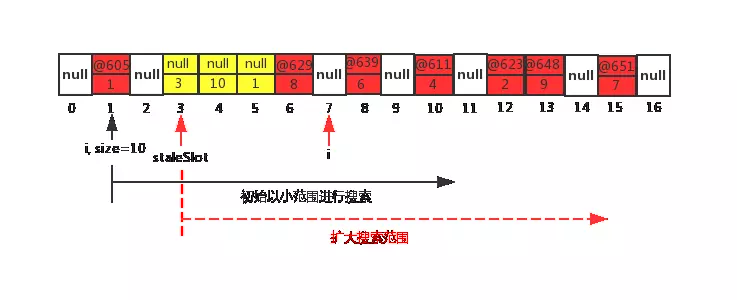 @605 null null null @629 @639 @611 @623 @648 @651
null null null null null null null
1 3 10 1 8 6 4 2 9 7
0 1 2 3 4 5 6 7 8 9 10 11 12 13 14 15 16
i, size=10 staleSlot i
初始以小范围进行搜索
扩大搜索范围